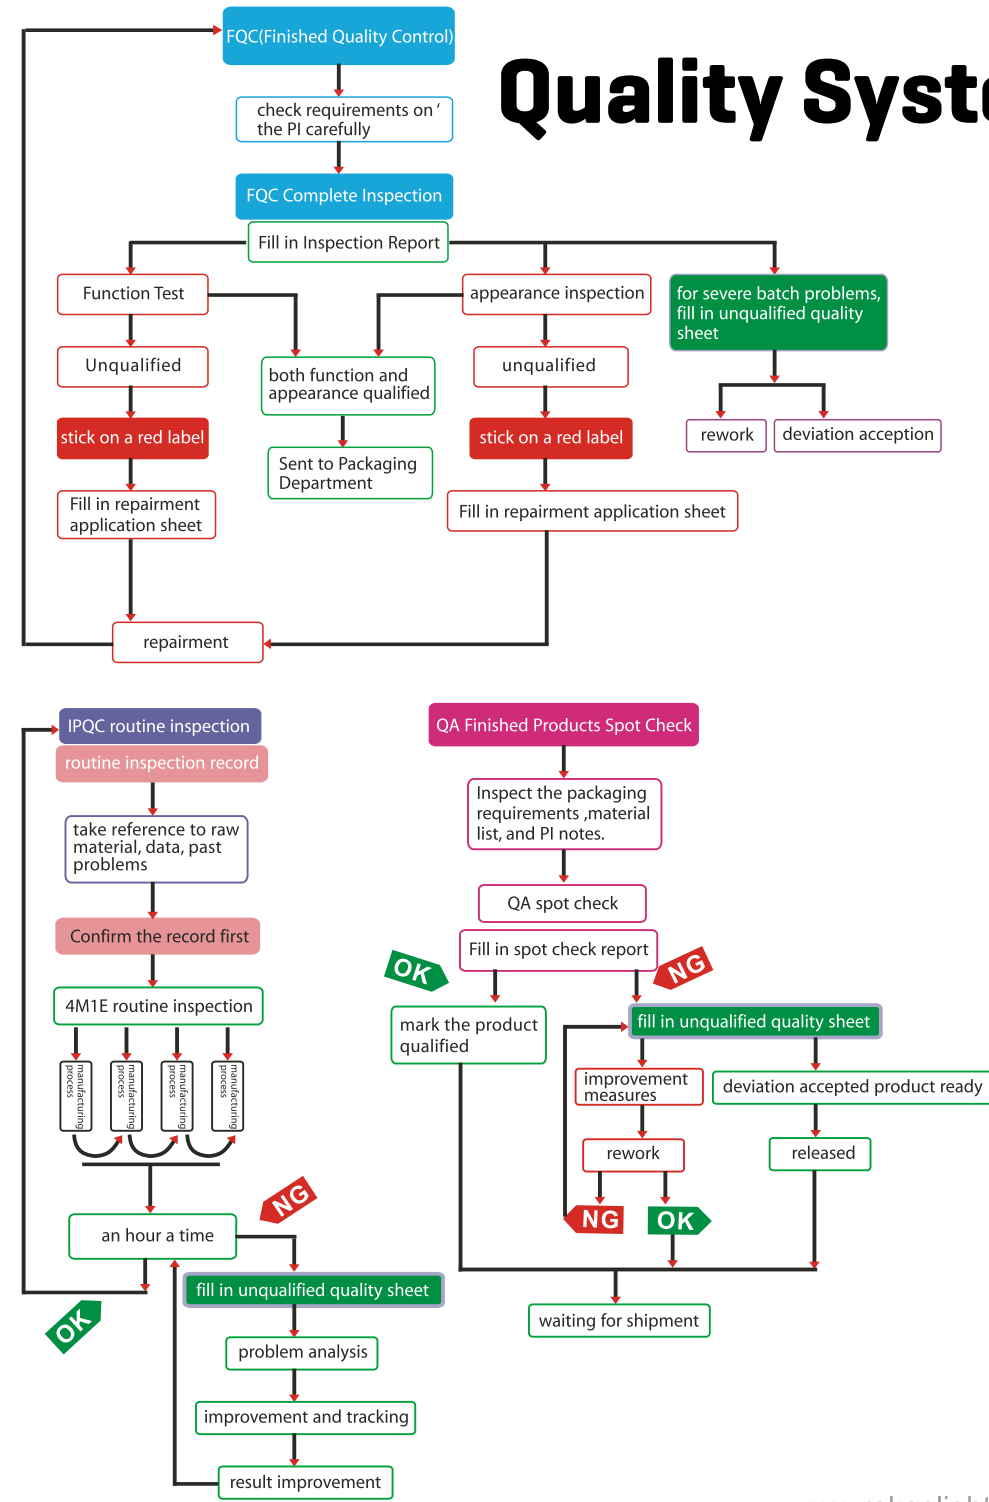 FQC(Finished Quality Control)
Quality Syst
check requirements on ‘
the PI carefully
FQC Complete Inspection
Fill in Inspection Report
Function Test
appearance inspection
for severe batch problems,
fill in unqualified quality
sheet
Unqualified
both function and
appearance qualified
unqualified
stick on a red label
stick on a red label
rework
deviation acception
Sent to Packaging
Department
Fill in repairment
application sheet
Fill in repairment application sheet
repairment
IPQC routine inspection
routine inspection record
take reference to raw
material, data, past
problems
Confirm the record first
4M1E routine inspection
manufacturing
process
manufacturing
process
manufacturing
process
manufacturing
process
NG
an hour a time
fill in unqualified quality sheet
OK
problem analysis
improvement and tracking
result improvement
QA Finished Products Spot Check
Inspect the packaging
requirements ,material
list, and PI notes.
QA spot check
Fill in spot check report
OK
NG
mark the product
qualified
fill in unqualified quality sheet
improvement
measures
deviation accepted product ready
rework
released
NG
OK
waiting for shipment